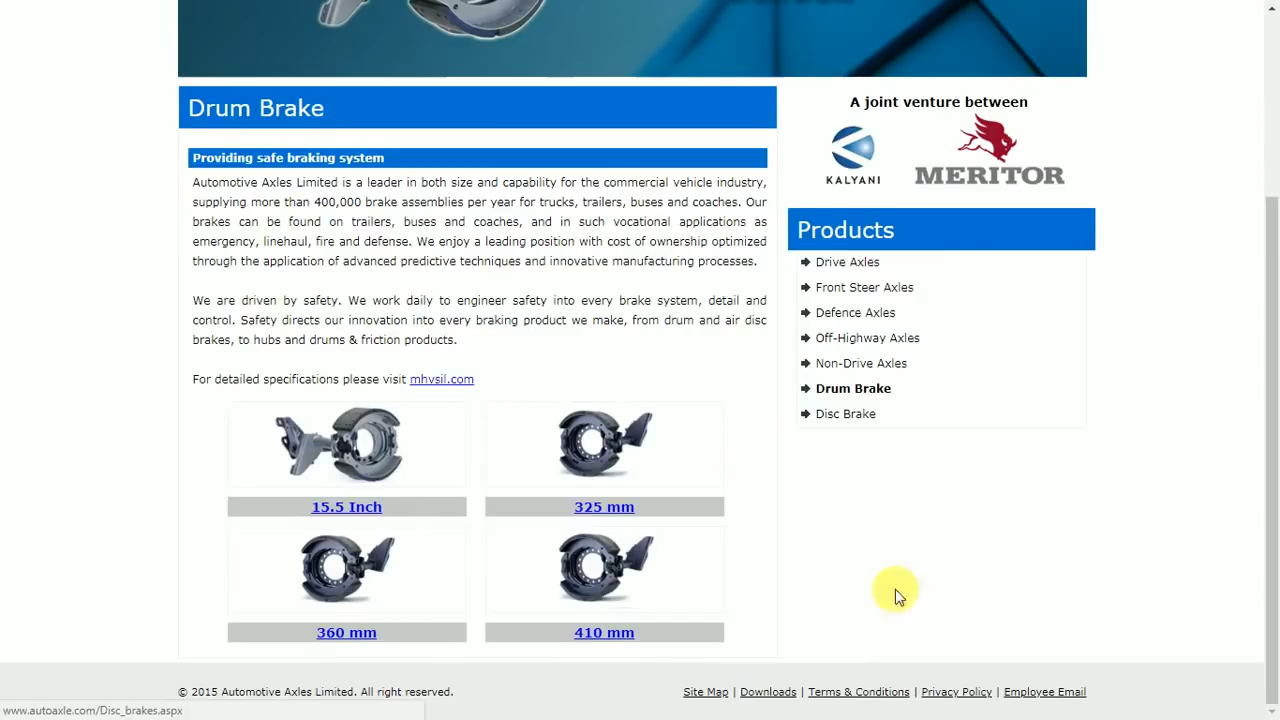 Drum Brake
Providing safe braking system
Automotive Axles Limited is a leader in both size and capability for the commercial vehicle industry,
supplying more than 400,000 brake assemblies per year for trucks, trailers, buses and coaches. Our
brakes can be found on trailers, buses and coaches, and in such vocational applications as
emergency, linehaul, fire and defense. We enjoy a leading position with cost of ownership optimized
through the application of advanced predictive techniques and innovative manufacturing processes.
We are driven by safety. We work daily to engineer safety into every brake system, detail and
control. Safety directs our innovation into every braking product we make, from drum and air disc
brakes, to hubs and drums & friction products.
For detailed specifications please visit mhvsil.com
15.5 Inch
325 mm
360 mm
410 mm
A joint venture between
KALYANI
MERITOR
Products
Drive Axles
Front Steer Axles
Defence Axles
Off-Highway Axles
Non-Drive Axles
Drum Brake
Disc Brake
© 2015 Automotive Axles Limited. All right reserved.
Site Map | Downloads | Terms & Conditions | Privacy Policy | Employee Email
www.autoaxle.com/Disc_brakes.aspx